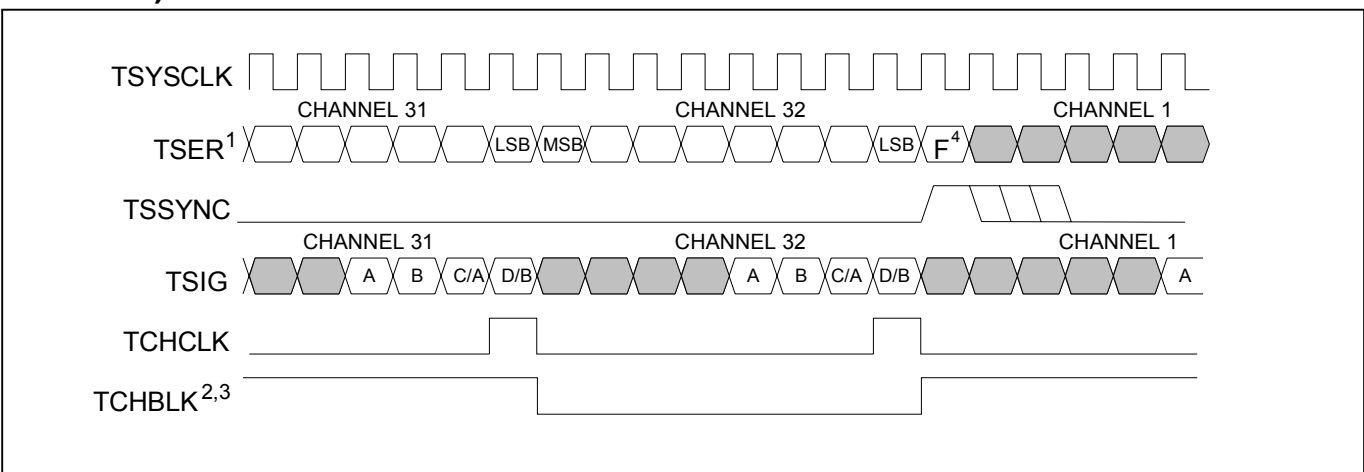 TSYSCLK
CHANNEL 31 CHANNEL 32 CHANNEL 1
TSER¹ LSB MSB LSB F⁴
TSSYNC
CHANNEL 31 CHANNEL 32 CHANNEL 1
TSIG A B C/A D/B A B C/A D/B A
TCHCLK
TCHBLK²,³